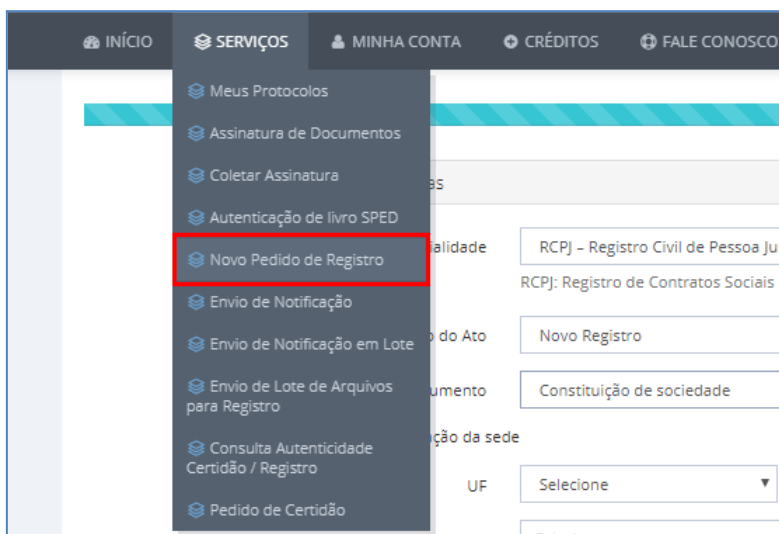 INÍCIO
SERVIÇOS
MINHA CONTA
CRÉDITOS
FALE CONOSCO
Meus Protocolos
Assinatura de Documentos
Coletar Assinatura
Autenticação de livro SPED
Novo Pedido de Registro
Envio de Notificação
Envio de Notificação em Lote
Envio de Lote de Arquivos
para Registro
Consulta Autenticidade
Certidão / Registro
Pedido de Certidão
as
ialidade
RCPJ – Registro Civil de Pessoa Ju
RCPJ: Registro de Contratos Sociais
do Ato
Novo Registro
umento
Constituição de sociedade
ção da sede
UF
Selecione